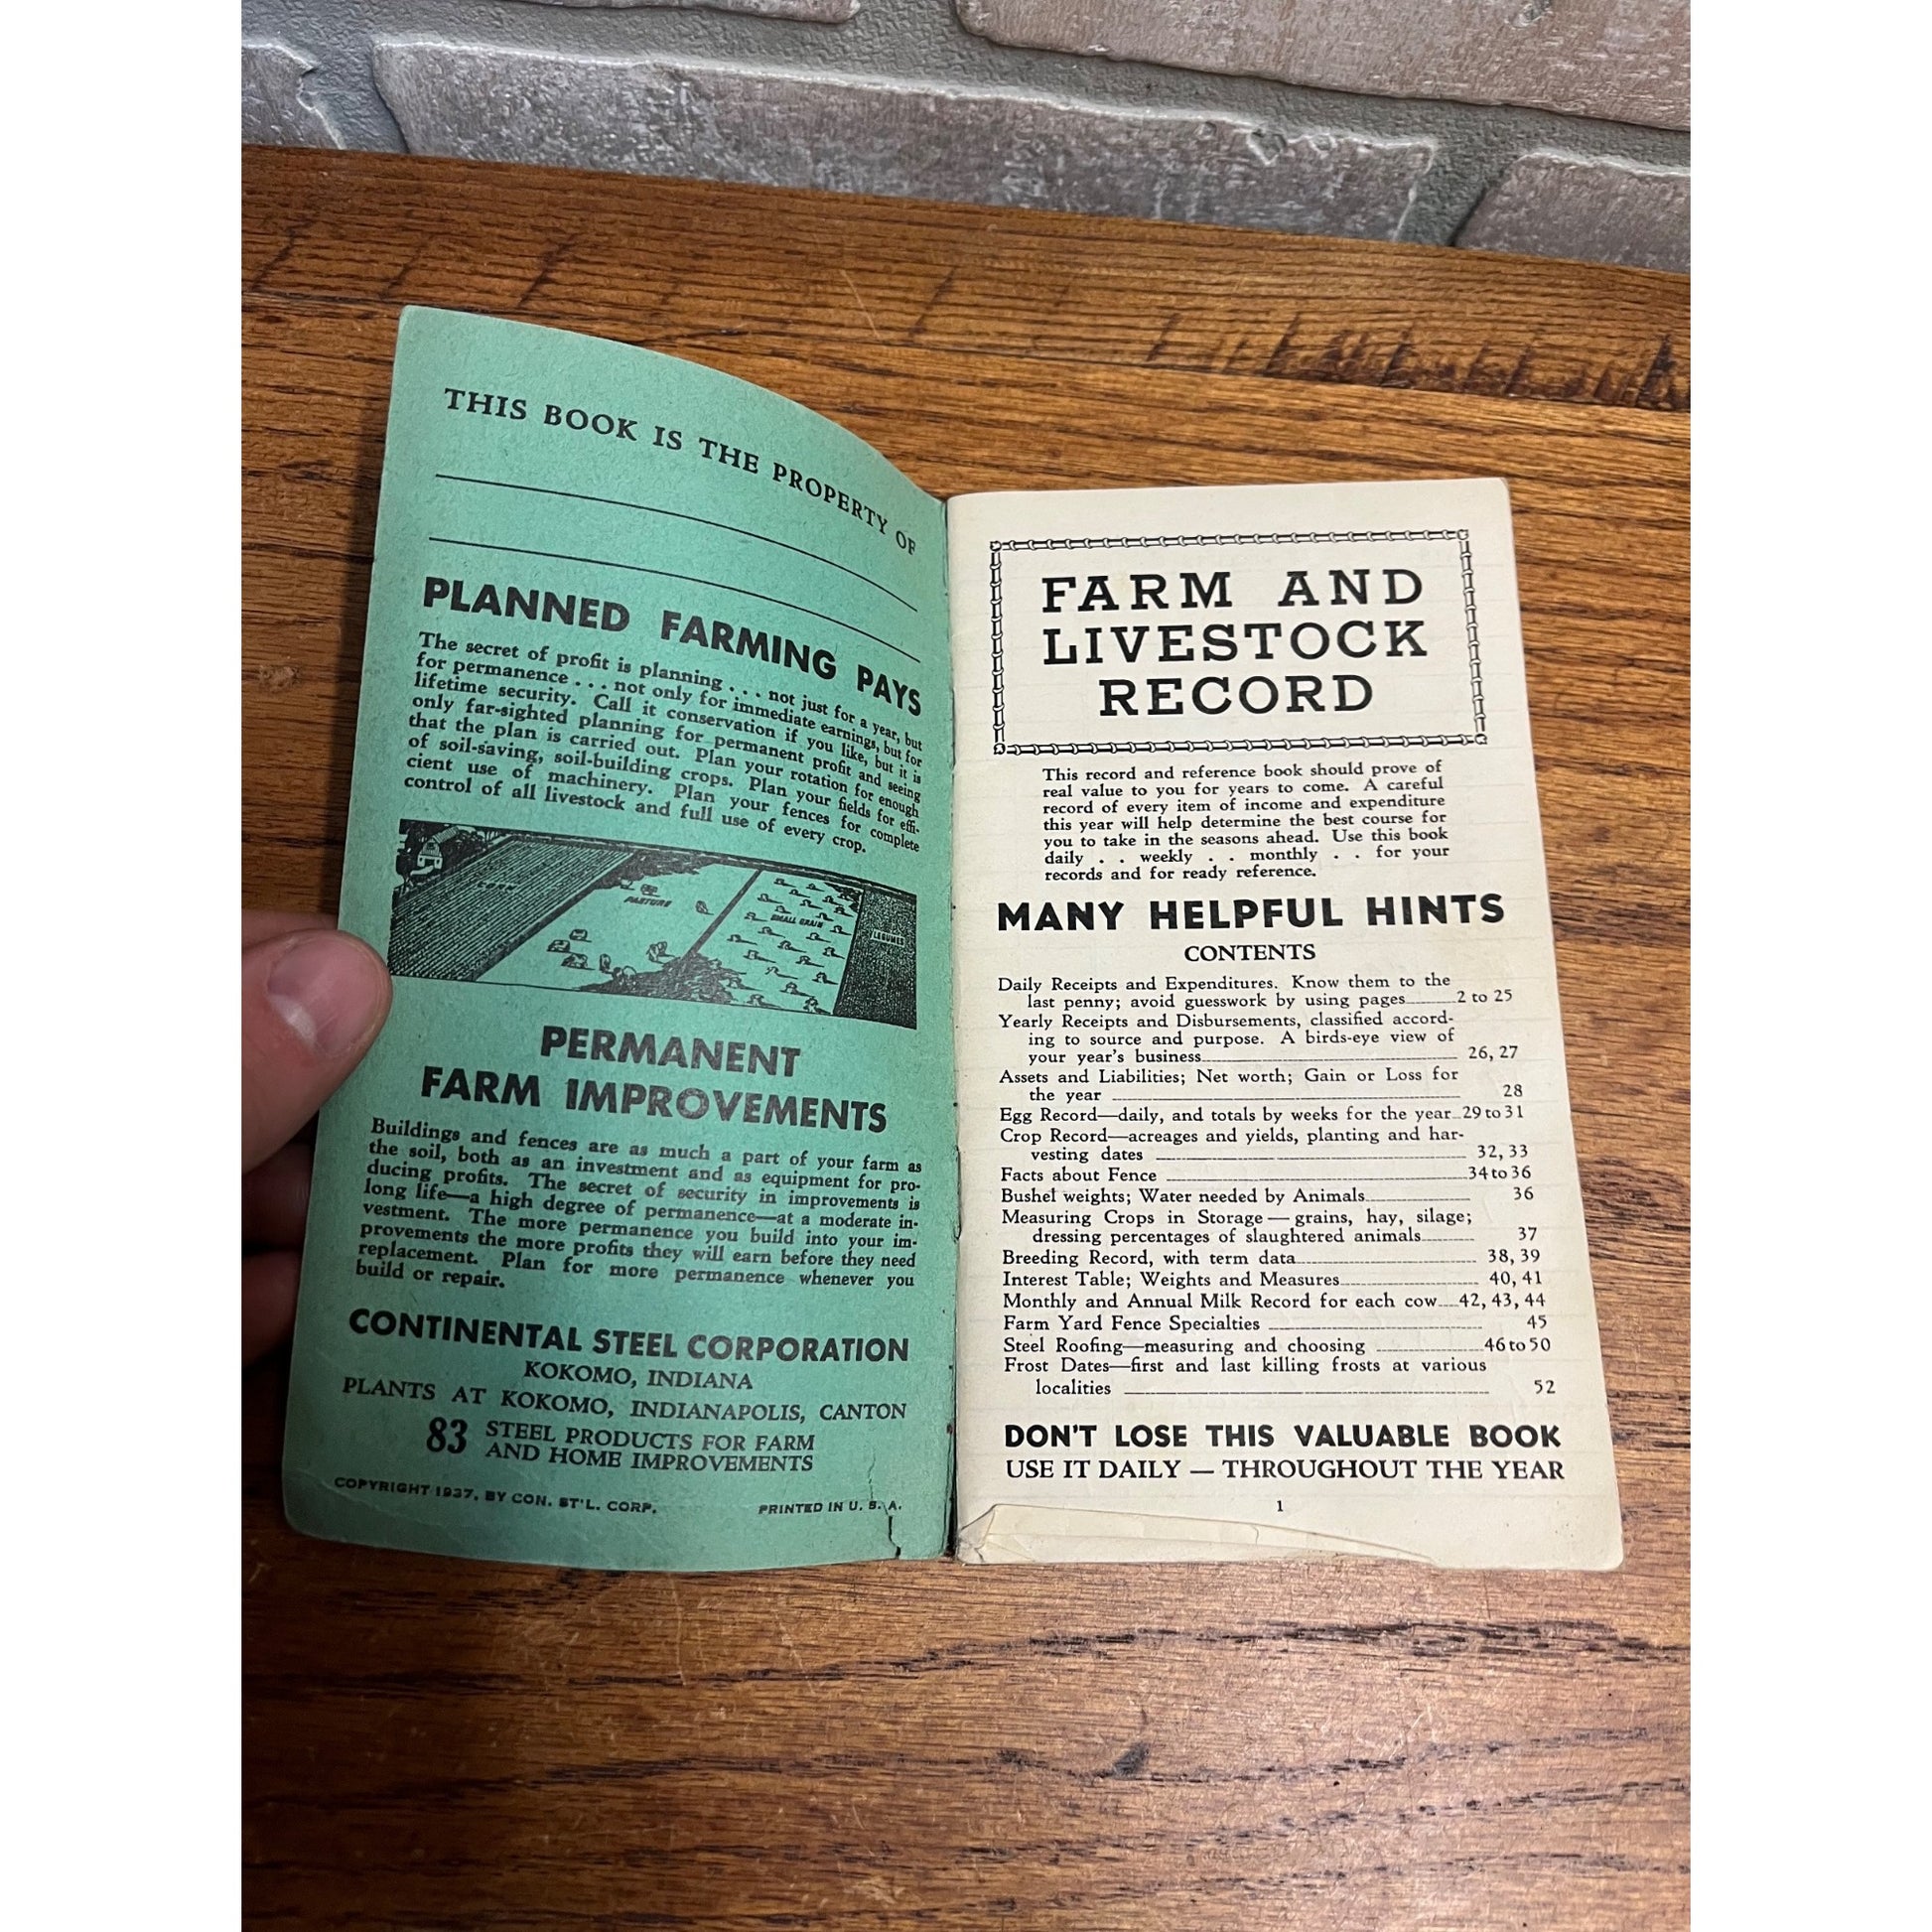 THIS BOOK IS THE PROPERTY OF
PLANNED FARMING PAYS
The secret of profit is planning . . . not just for a year, but
for permanence . . . not only for immediate earnings, but for
lifetime security. Call it conservation if you like, but it is
only far-sighted planning for permanent profit and seeing
that the plan is carried out. Plan your rotation for enough
of soil-saving, soil-building crops. Plan your fields for effi-
cient use of machinery. Plan your fences for complete
control of all livestock and full use of every crop.
CORN
PASTURE
SMALL GRAIN
LEGUMES
PERMANENT
FARM IMPROVEMENTS
Buildings and fences are as much a part of your farm as
the soil, both as an investment and as equipment for pro-
ducing profits. The secret of security in improvements is
long life—a high degree of permanence—at a moderate in-
vestment. The more permanence you build into your im-
provements the more profits they will earn before they need
replacement. Plan for more permanence whenever you
build or repair.
CONTINENTAL STEEL CORPORATION
KOKOMO, INDIANA
PLANTS AT KOKOMO, INDIANAPOLIS, CANTON
83 STEEL PRODUCTS FOR FARM
AND HOME IMPROVEMENTS
COPYRIGHT 1937, BY CON. ST'L. CORP. PRINTED IN U. S. A.
FARM AND
LIVESTOCK
RECORD
This record and reference book should prove of
real value to you for years to come. A careful
record of every item of income and expenditure
this year will help determine the best course for
you to take in the seasons ahead. Use this book
daily . . weekly . . monthly . . for your
records and for ready reference.
MANY HELPFUL HINTS
CONTENTS
Daily Receipts and Expenditures. Know them to the
last penny; avoid guesswork by using pages 2 to 25
Yearly Receipts and Disbursements, classified accord-
ing to source and purpose. A birds-eye view of
your year's business 26, 27
Assets and Liabilities; Net worth; Gain or Loss for
the year 28
Egg Record—daily, and totals by weeks for the year 29 to 31
Crop Record—acreages and yields, planting and har-
vesting dates 32, 33
Facts about Fence 34 to 36
Bushel weights; Water needed by Animals 36
Measuring Crops in Storage — grains, hay, silage;
dressing percentages of slaughtered animals 37
Breeding Record, with term data 38, 39
Interest Table; Weights and Measures 40, 41
Monthly and Annual Milk Record for each cow 42, 43, 44
Farm Yard Fence Specialties 45
Steel Roofing—measuring and choosing 46 to 50
Frost Dates—first and last killing frosts at various
localities 52
DON'T LOSE THIS VALUABLE BOOK
USE IT DAILY — THROUGHOUT THE YEAR
1